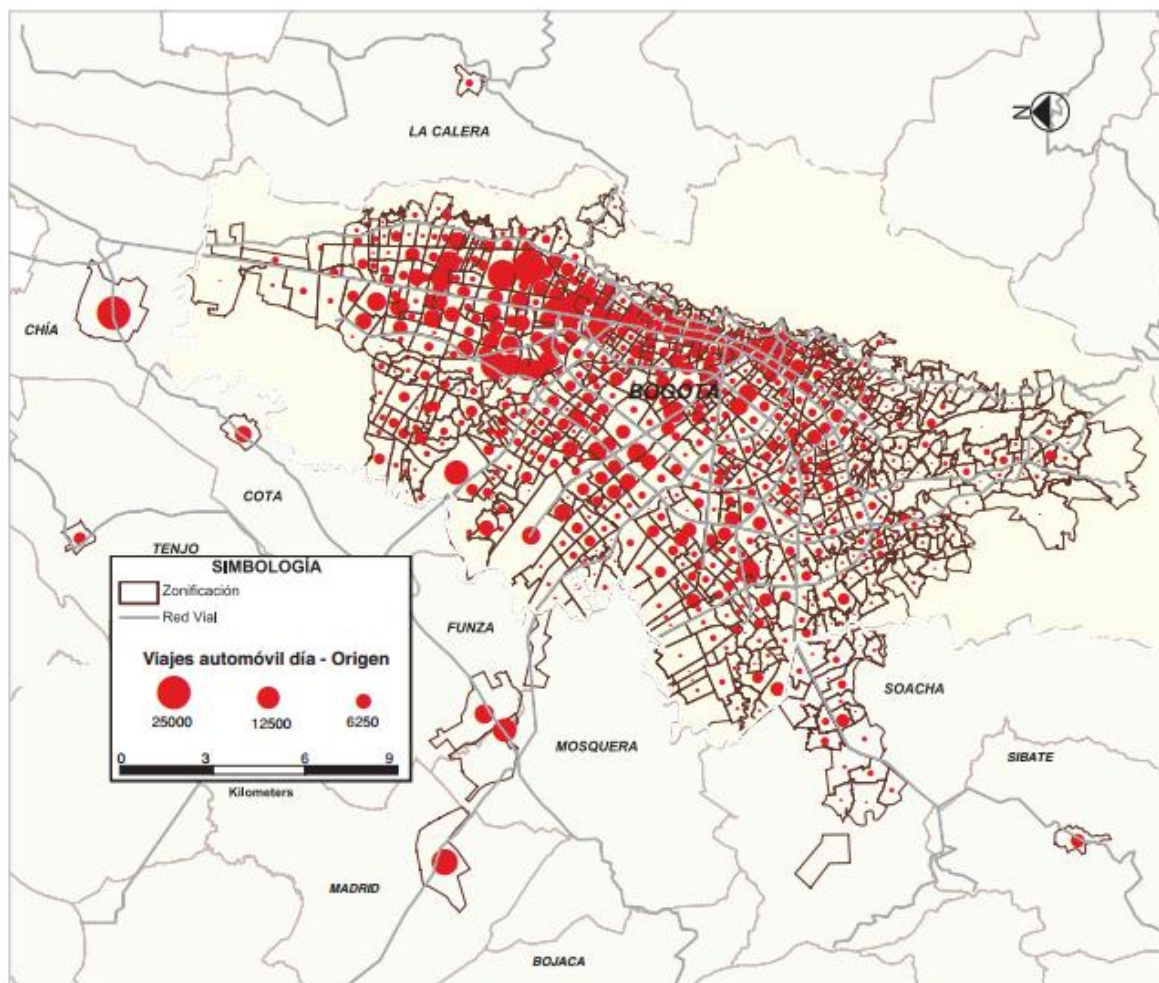 LA CALERA
N
CHÍA
BOGOTA
COTA
TENJO
SIMBOLOGÍA
Zonificación
Red Vial
Viajes automóvil día - Origen
25000 12500 6250
0 3 6 9
Kilometers
FUNZA
SOACHA
MOSQUERA
SIBATE
MADRID
BOJACA